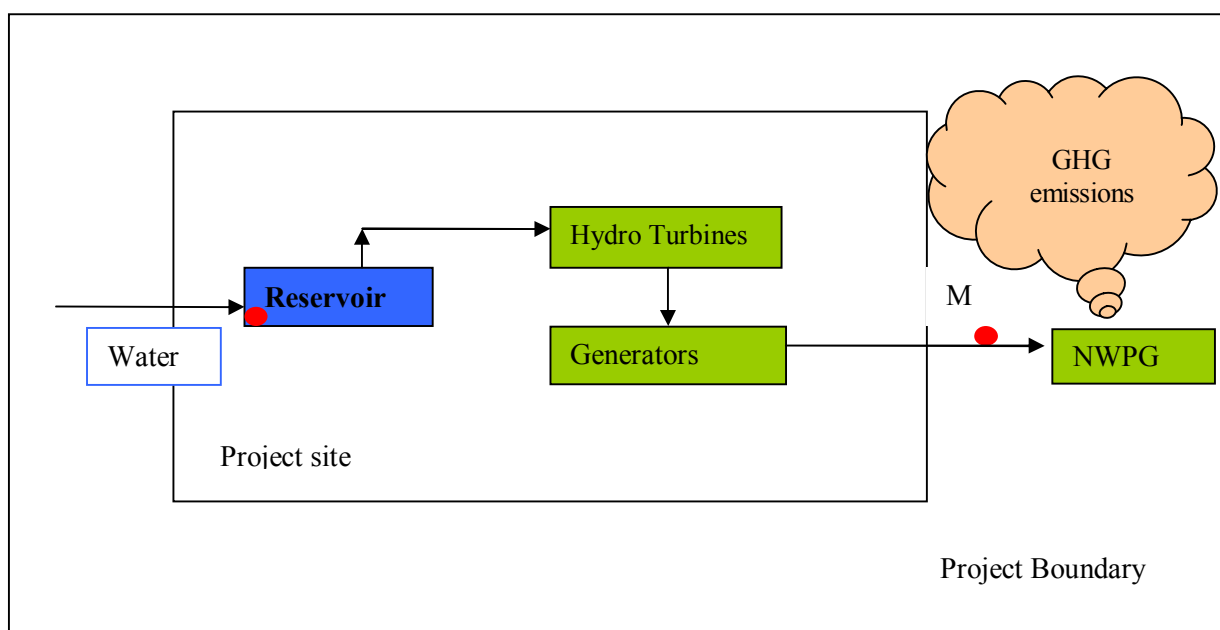 GHG
emissions
Hydro Turbines
Reservoir
M
Water
Generators
NWPG
Project site
Project Boundary